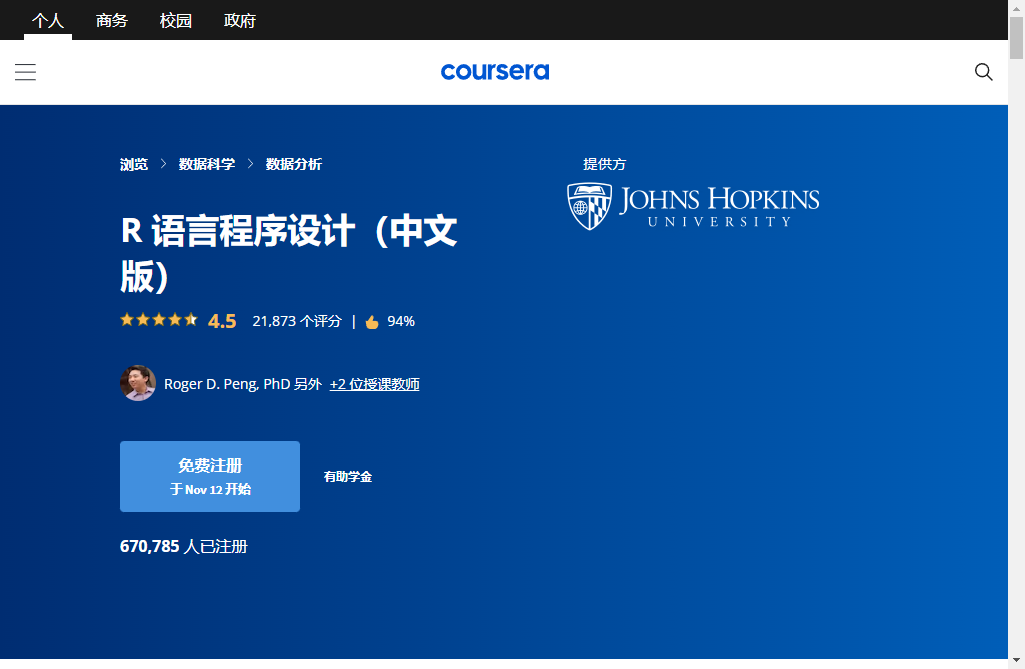 个人 商务 校园 政府
coursera
浏览 > 数据科学 > 数据分析
R 语言程序设计（中文
版）
4.5 21,873 个评分 | 94%
Roger D. Peng, PhD 另外 +2 位授课教师
免费注册
于 Nov 12 开始
有助学金
670,785 人已注册
提供方
JOHNS HOPKINS
UNIVERSITY